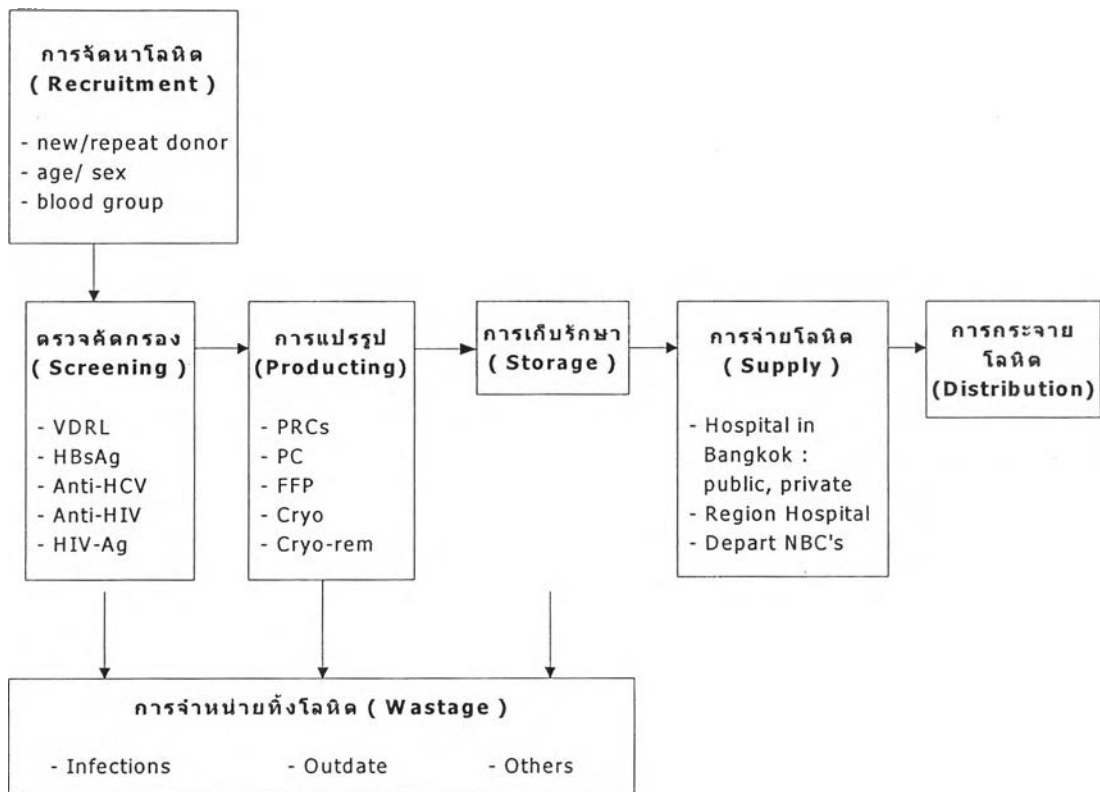 การจัดหาโลหิต
( Recruitment )
- new/repeat donor
- age/ sex
- blood group
ตรวจคัดกรอง
( Screening )
- VDRL
- HBsAg
- Anti-HCV
- Anti-HIV
- HIV-Ag
การแปรรูป
(Producting)
- PRCs
- PC
- FFP
- Cryo
- Cryo-rem
การเก็บรักษา
( Storage )
การจ่ายโลหิต
( Supply )
- Hospital in
Bangkok :
public, private
- Region Hospital
- Depart NBC's
การกระจาย
โลหิต
(Distribution)
การจำหน่ายทิ้งโลหิต ( Wastage )
- Infections - Outdate - Others